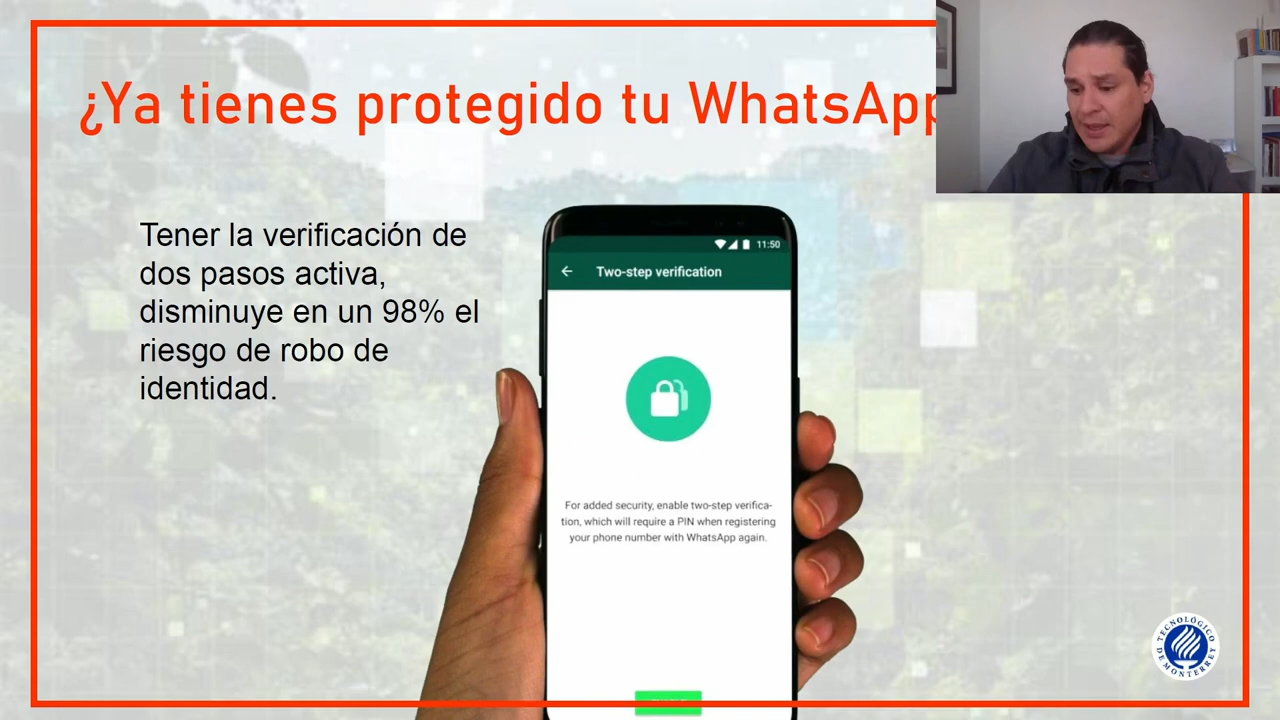 ¿Ya tienes protegido tu WhatsApp
Tener la verificación de
dos pasos activa,
disminuye en un 98% el
riesgo de robo de
identidad.
11:50
Two-step verification
For added security, enable two-step verifica-
tion, which will require a PIN when registering
your phone number with WhatsApp again.
TECNOLÓGICO
DE MONTERREY